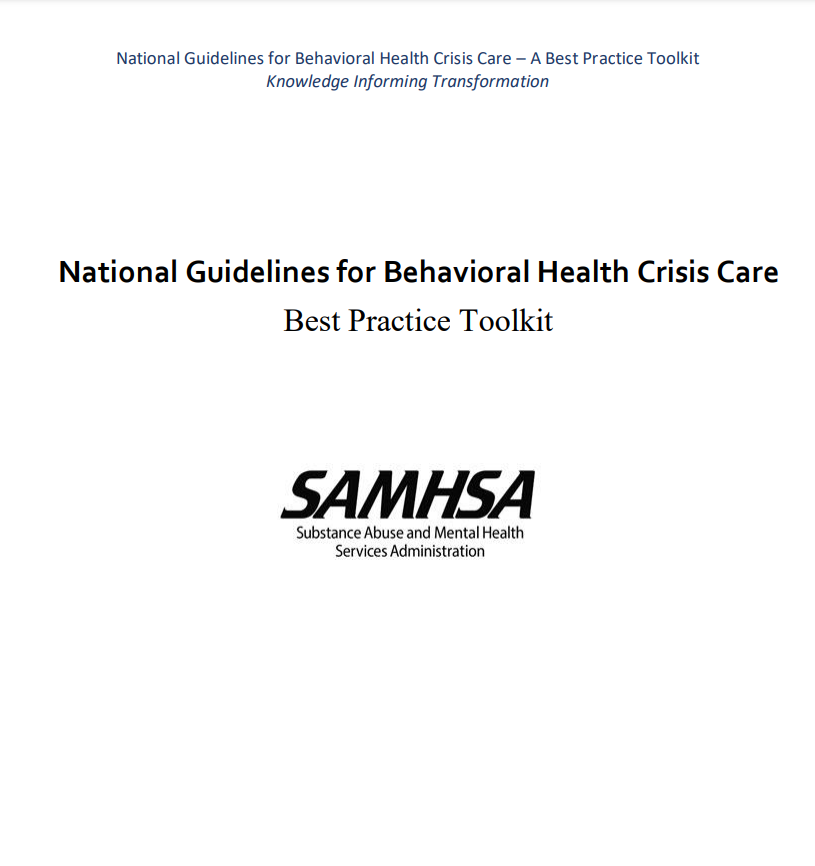 National Guidelines for Behavioral Health Crisis Care – A Best Practice Toolkit
Knowledge Informing Transformation
National Guidelines for Behavioral Health Crisis Care
Best Practice Toolkit
SAMHSA
Substance Abuse and Mental Health
Services Administration